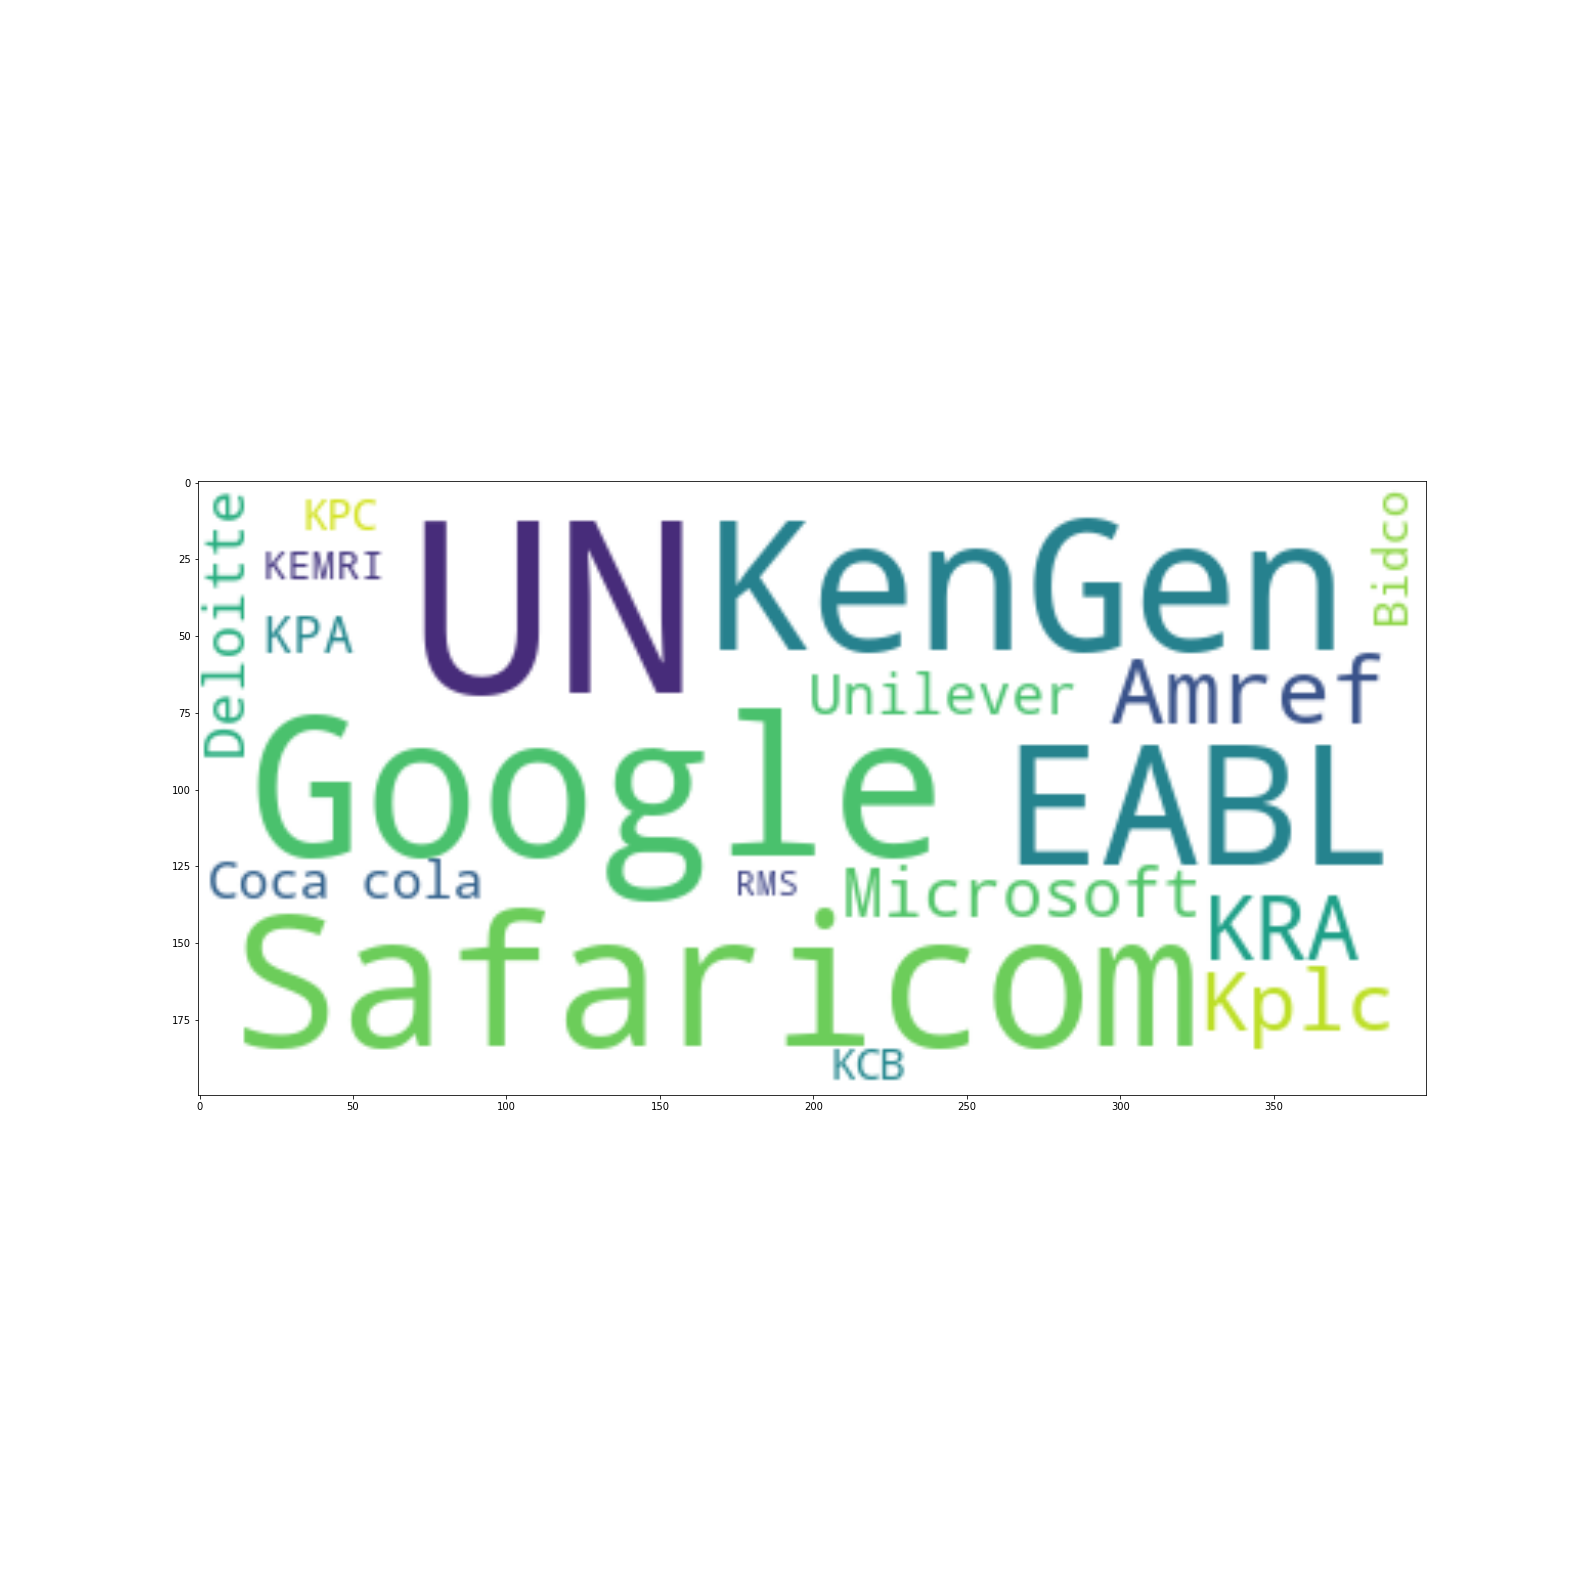 Deloitte
KPC
KEMRI
KPA
UN
KenGen
Bidco
Unilever
Amref
Google
EABL
Coca cola
RMS
Microsoft
KRA
Safaricom
Kplc
KCB
0
25
50
75
100
125
150
175
0 50 100 150 200 250 300 350